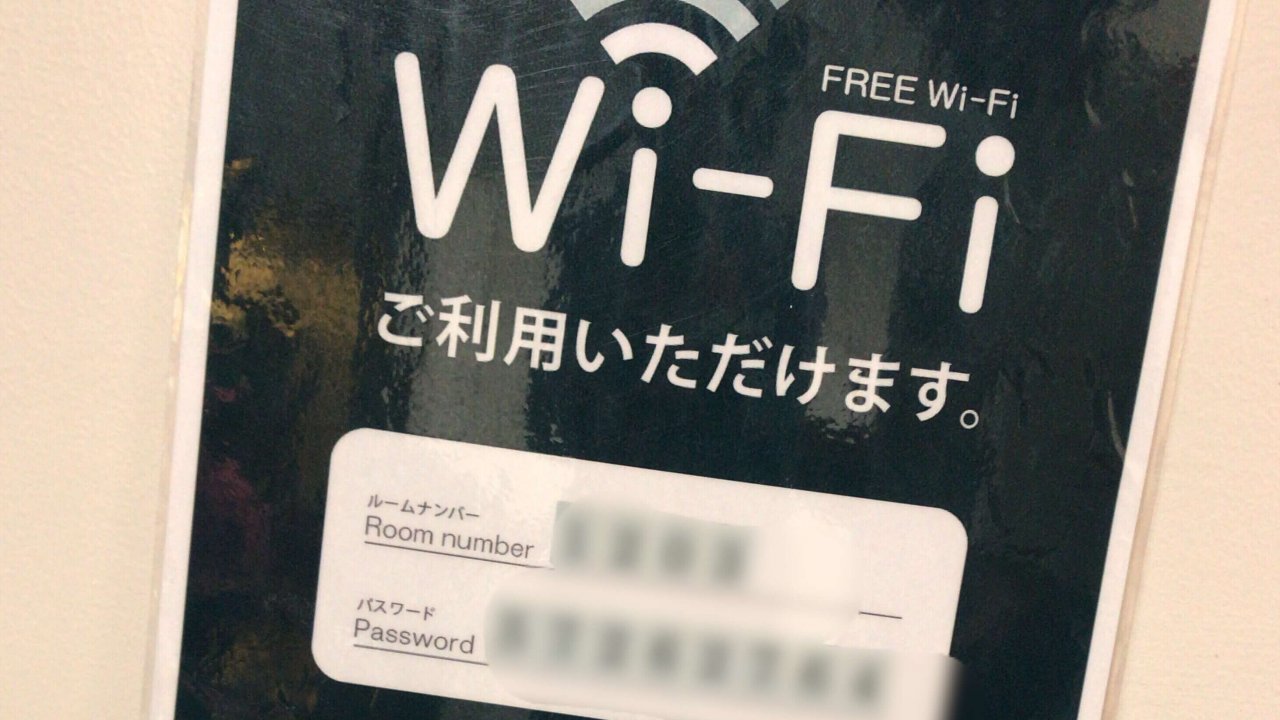 FREE Wi-Fi
Wi-Fi
ご利用いただけます。
ルームナンバー
Room number
パスワード
Password